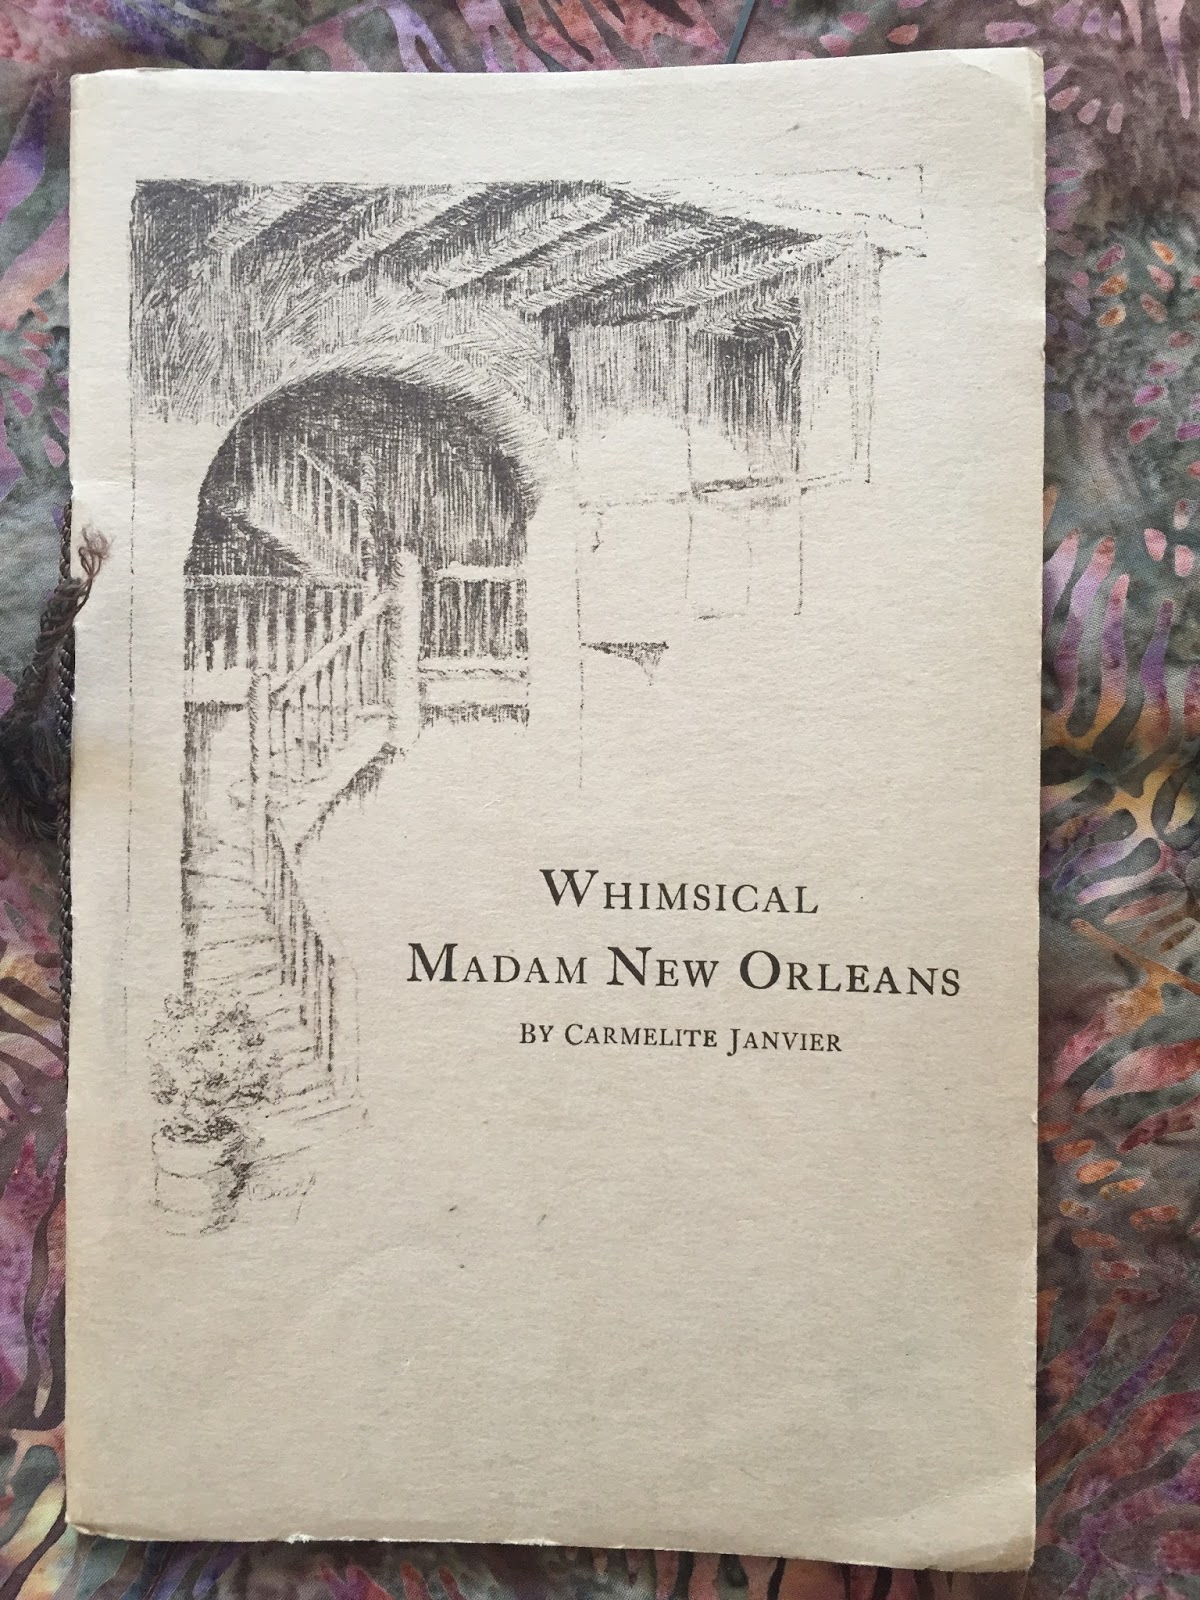 WHIMSICAL
MADAM NEW ORLEANS
BY CARMELITE JANVIER